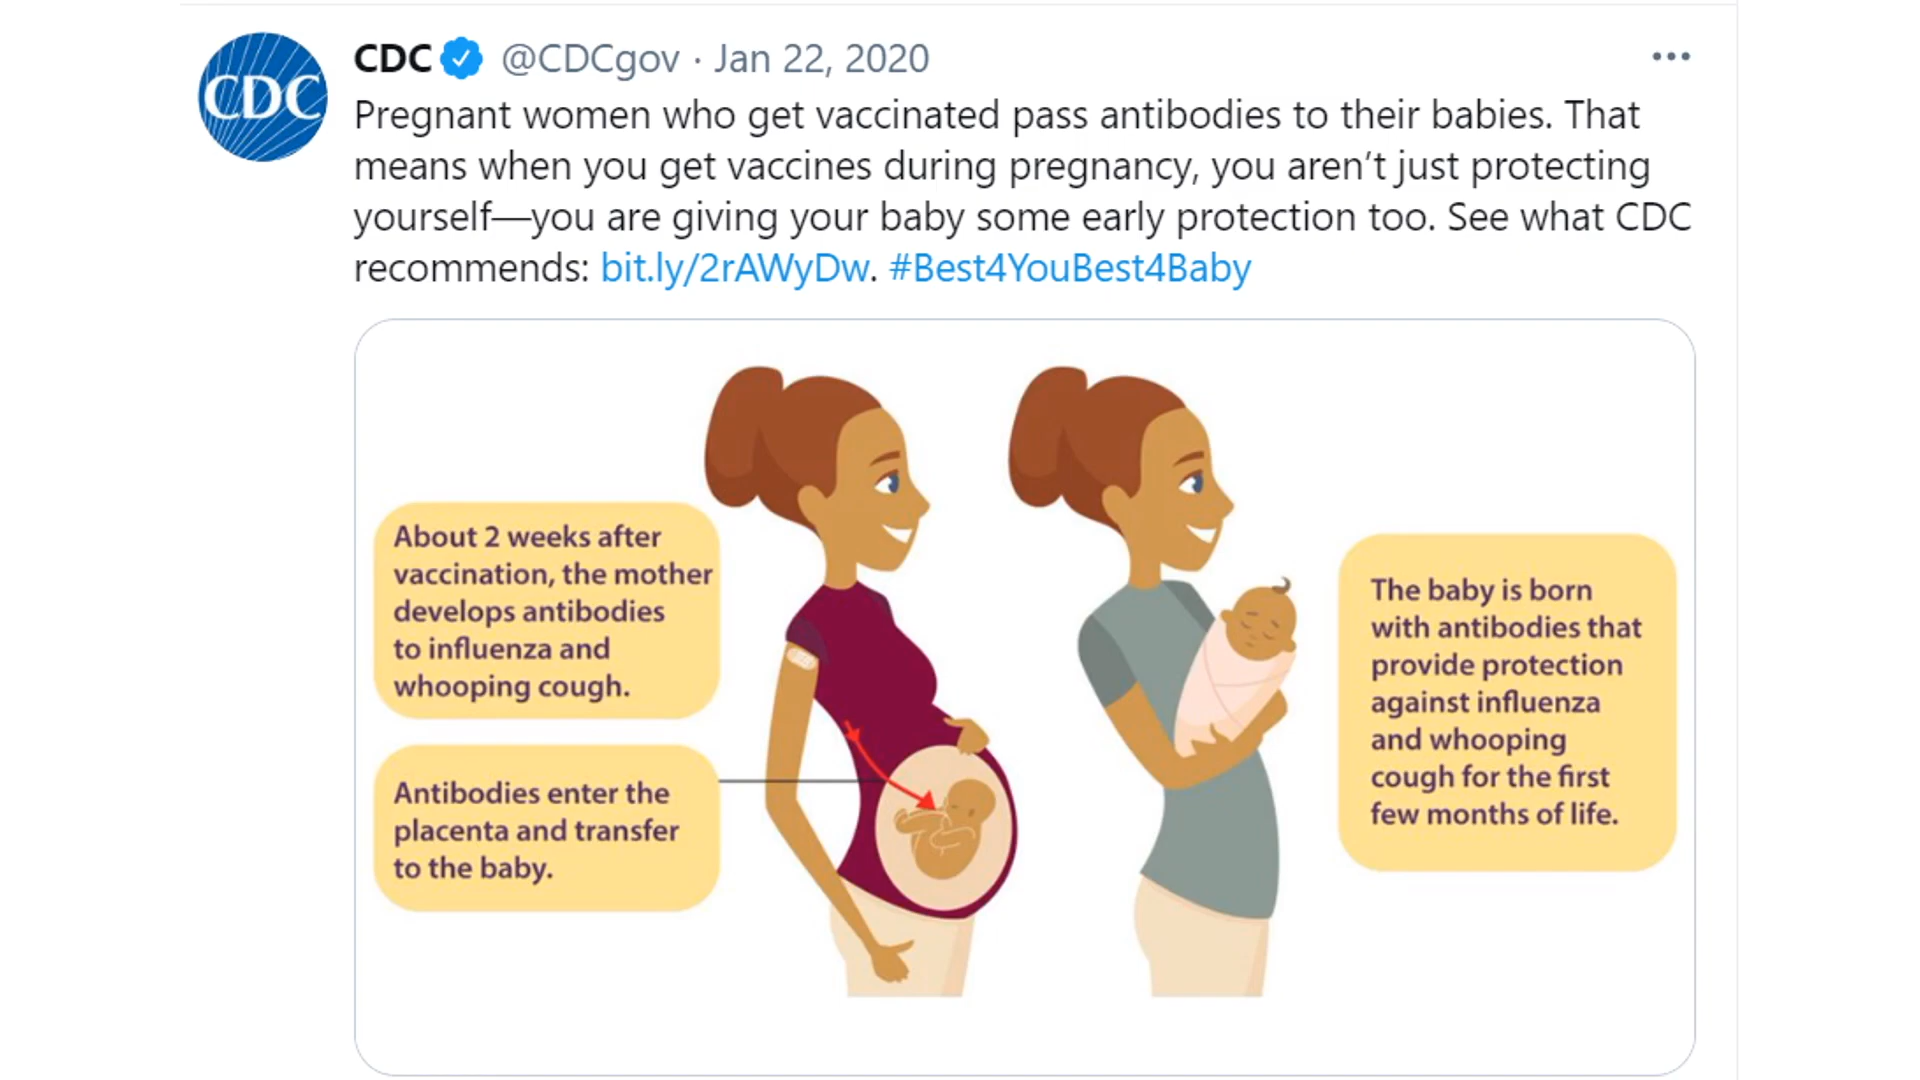 CDC
CDC @CDCgov · Jan 22, 2020
Pregnant women who get vaccinated pass antibodies to their babies. That
means when you get vaccines during pregnancy, you aren’t just protecting
yourself—you are giving your baby some early protection too. See what CDC
recommends: bit.ly/2rAWyDw. #Best4YouBest4Baby
About 2 weeks after
vaccination, the mother
develops antibodies
to influenza and
whooping cough.
Antibodies enter the
placenta and transfer
to the baby.
The baby is born
with antibodies that
provide protection
against influenza
and whooping
cough for the first
few months of life.